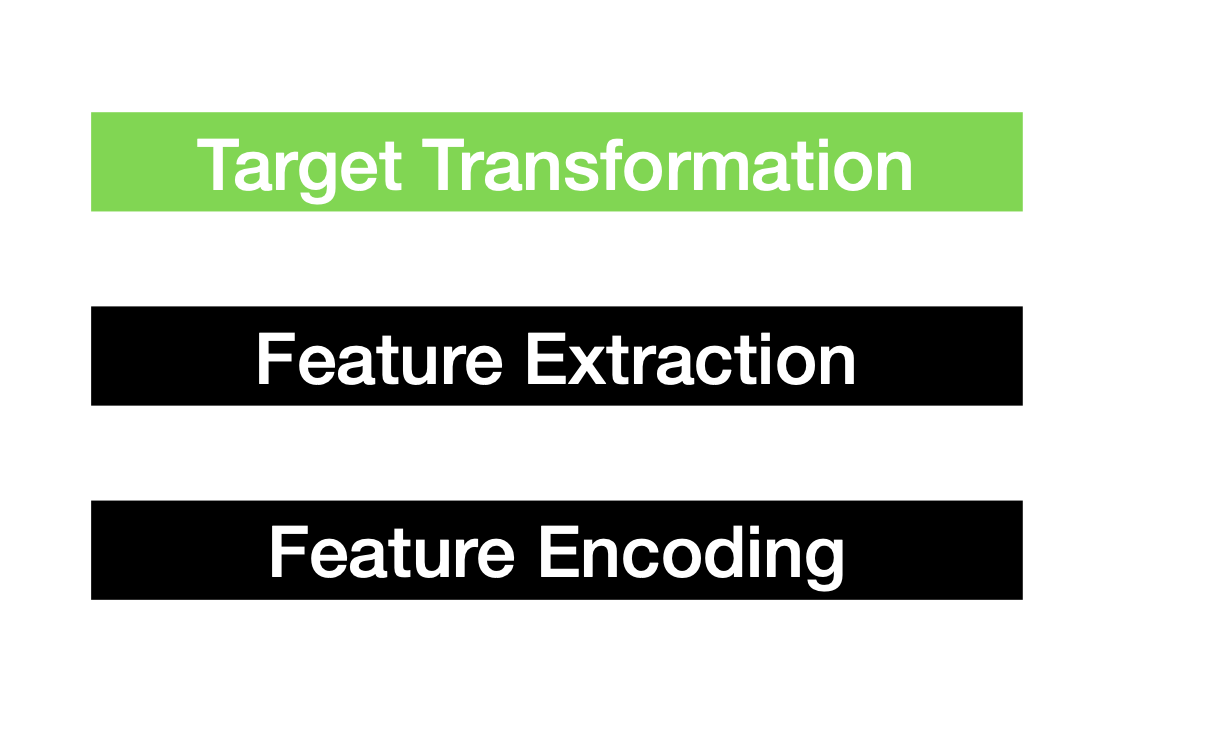 Target Transformation
Feature Extraction
Feature Encoding